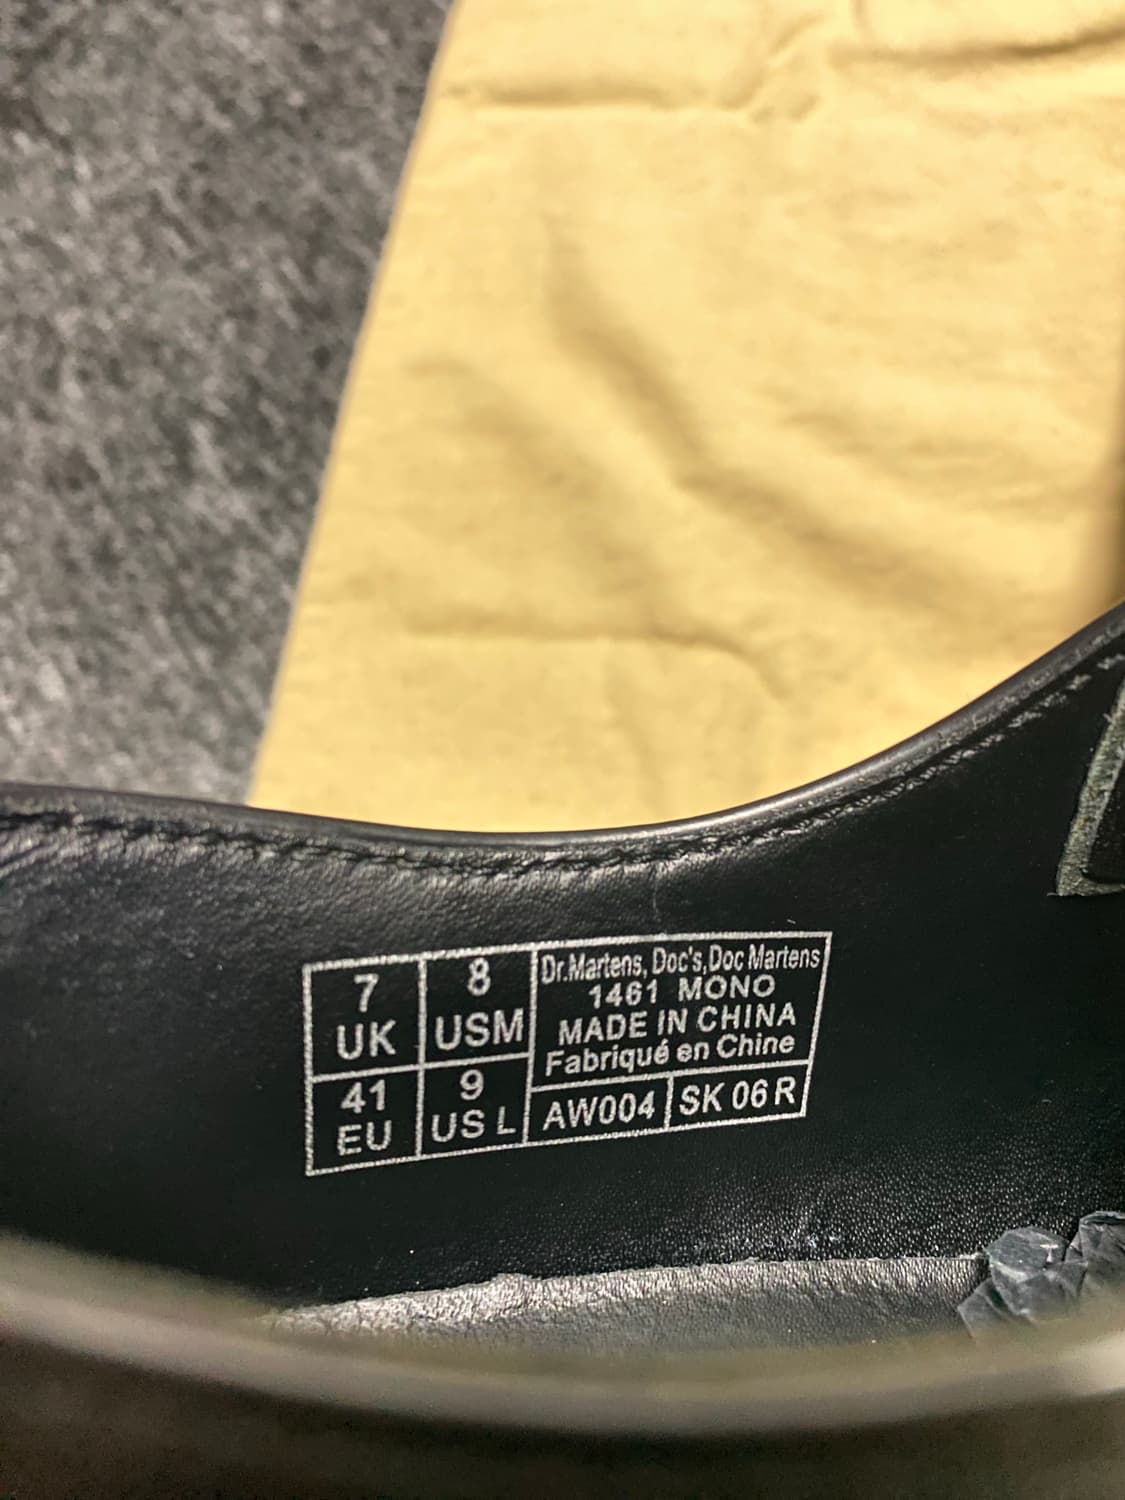 7
UK
8
USM
41
EU
9
US L
Dr.Martens, Doc's,Doc Martens
1461 MONO
MADE IN CHINA
Fabriqué en Chine
AW004
SK 06 R